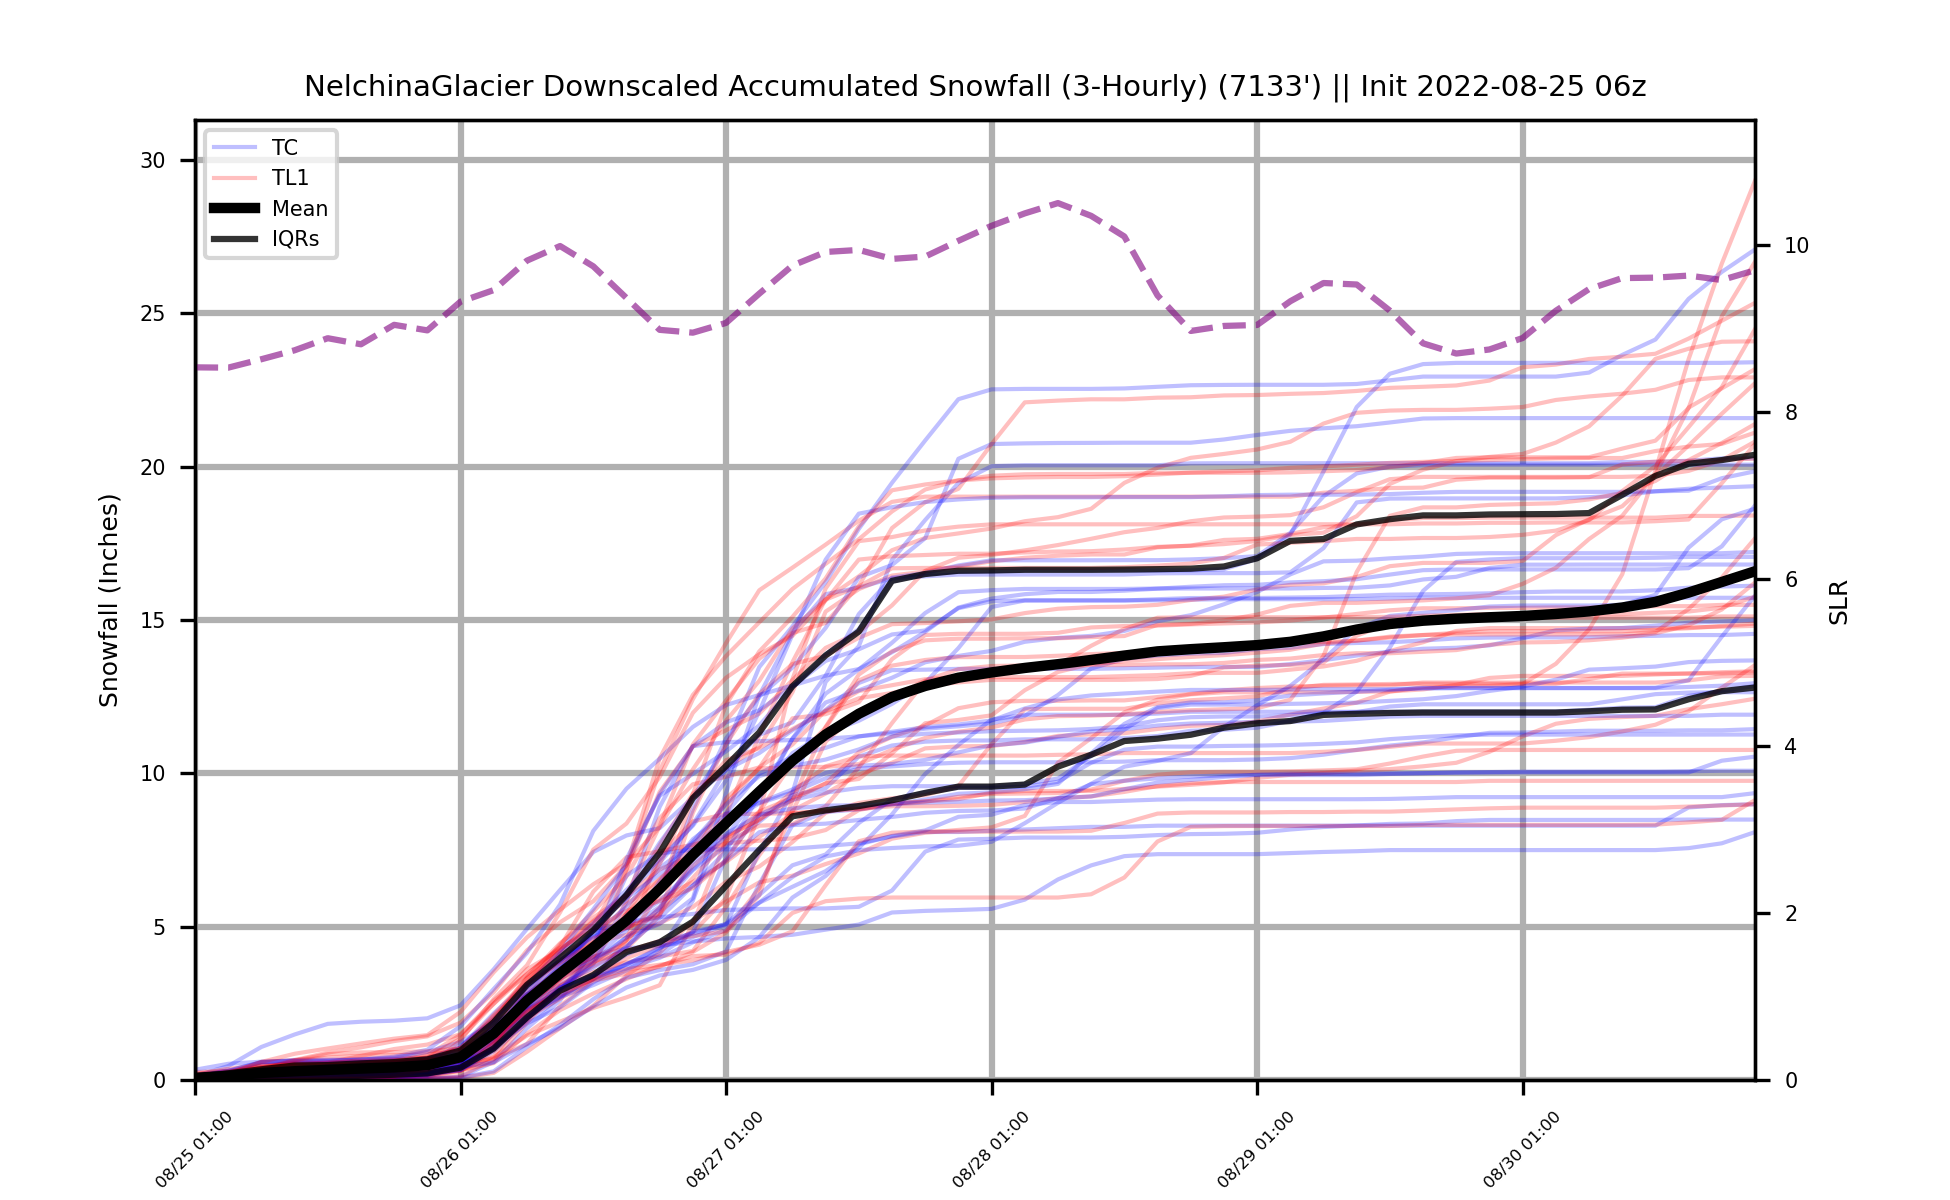 NelchinaGlacier Downscaled Accumulated Snowfall (3-Hourly) (7133') || Init 2022-08-25 06z
TC
TL1
Mean
IQRs
30
25
20
15
10
5
0
Snowfall (Inches)
10
8
6
4
2
0
SLR
08/25 01:00
08/26 01:00
08/27 01:00
08/28 01:00
08/29 01:00
08/30 01:00